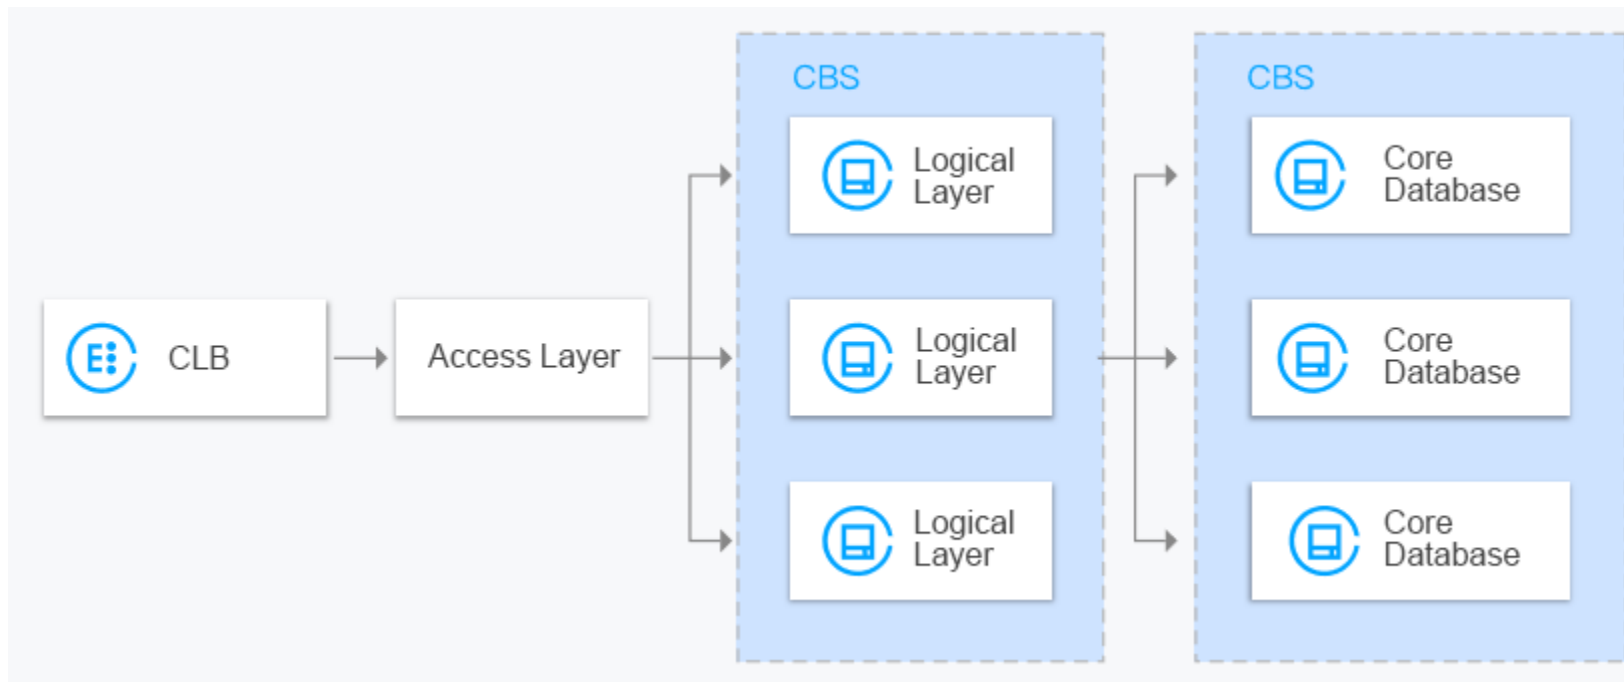 CBS
CBS
Logical
Layer
Core
Database
CLB
Access Layer
Logical
Layer
Core
Database
Logical
Layer
Core
Database